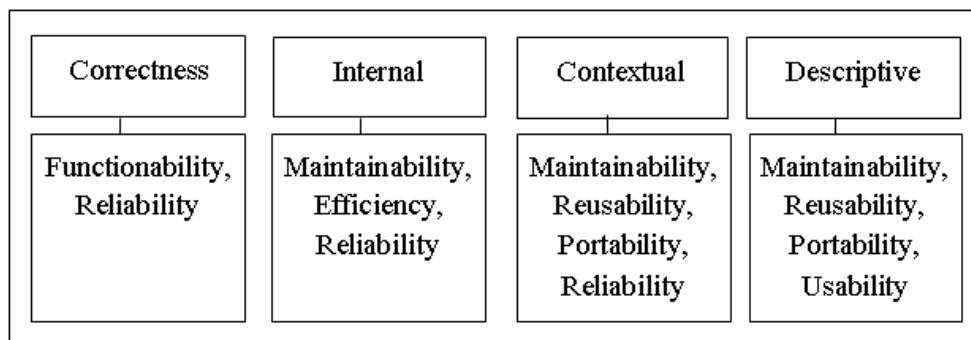 Correctness
Internal
Contextual
Descriptive
Functionability,
Reliability
Maintainability,
Efficiency,
Reliability
Maintainability,
Reusability,
Portability,
Reliability
Maintainability,
Reusability,
Portability,
Usability